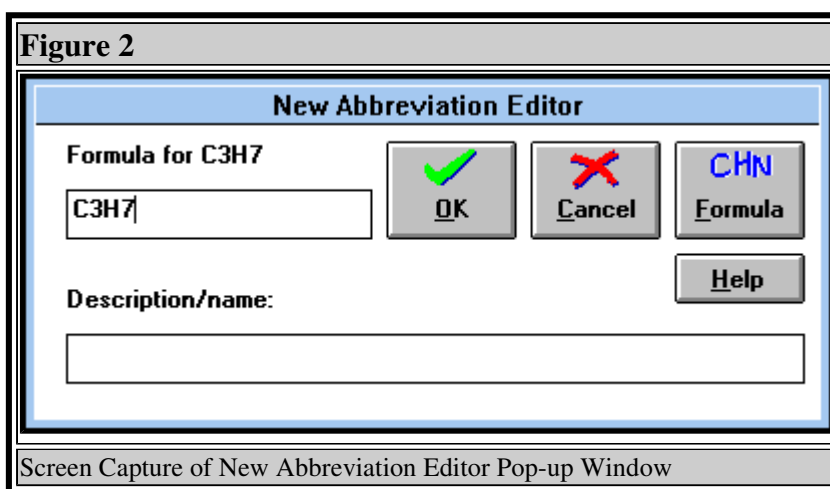 Figure 2
New Abbreviation Editor
Formula for C3H7
C3H7
OK
Cancel
CHN
Formula
Help
Description/name:
Screen Capture of New Abbreviation Editor Pop-up Window